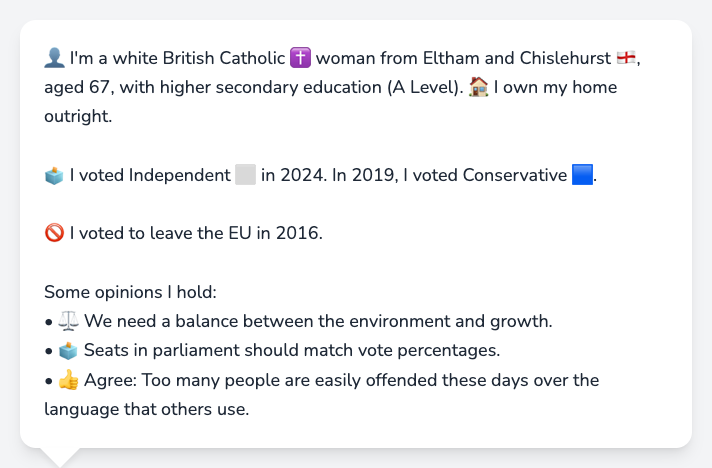 👤 I'm a white British Catholic ✝️ woman from Eltham and Chislehurst 🏴󠁧󠁢󠁥󠁮󠁧󠁿,
aged 67, with higher secondary education (A Level). 🏠 I own my home
outright.
🗳️ I voted Independent ⬜ in 2024. In 2019, I voted Conservative 🟦.
🚫 I voted to leave the EU in 2016.
Some opinions I hold:
• ⚖️ We need a balance between the environment and growth.
• 🗳️ Seats in parliament should match vote percentages.
• 👍 Agree: Too many people are easily offended these days over the
language that others use.